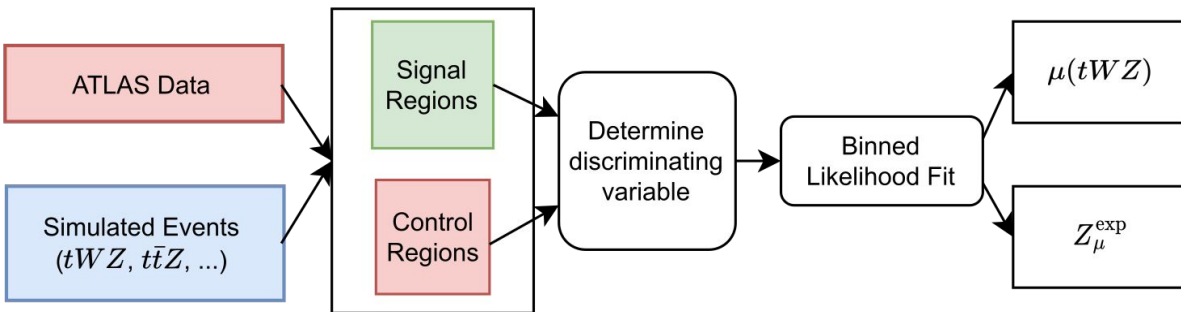 ATLAS Data
Simulated Events
(tWZ, tt̄Z, ...)
Signal
Regions
Control
Regions
Determine
discriminating
variable
Binned
Likelihood Fit
μ(tWZ)
Z_μ^exp